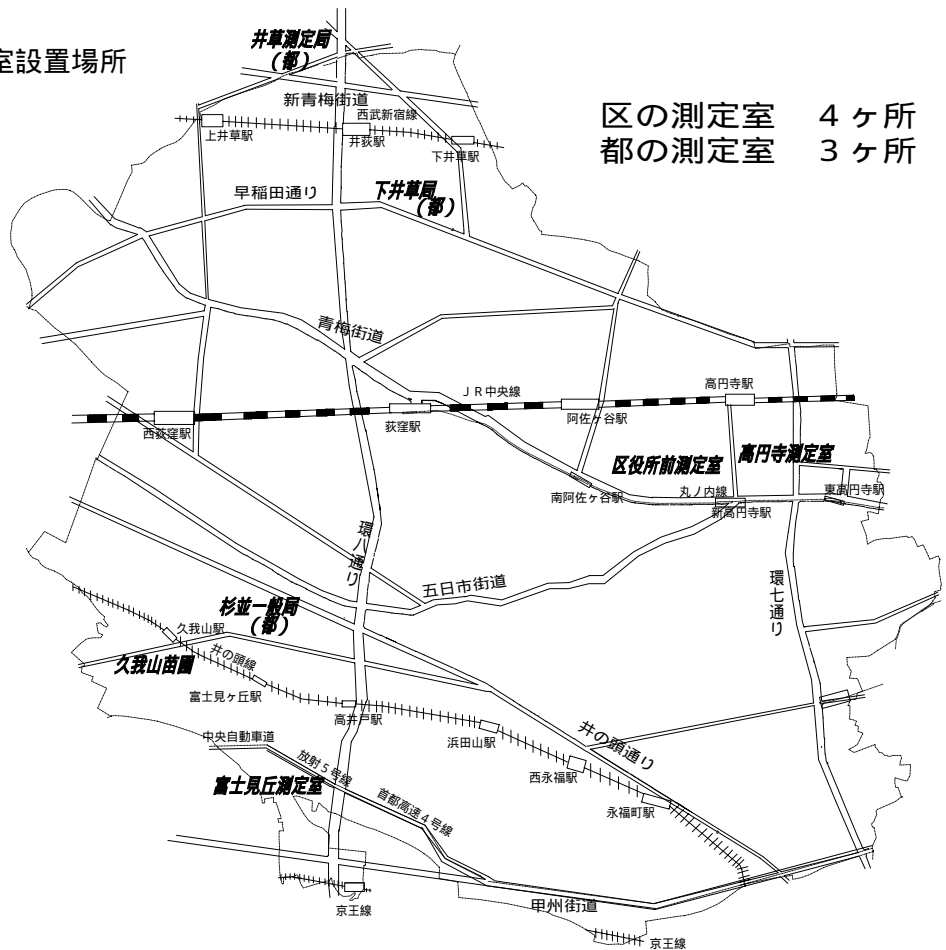 室設置場所
井草測定局
(都)
区の測定室　4ヶ所
都の測定室　3ヶ所
新青梅街道
西武新宿線
上井草駅
井荻駅
下井草駅
早稲田通り
下井草局
(都)
青梅街道
JR中央線
高円寺駅
西荻窪駅
荻窪駅
阿佐ヶ谷駅
区役所前測定室
高円寺測定室
南阿佐ヶ谷駅
丸ノ内線
新高円寺駅
東高円寺駅
環八通り
五日市街道
環七通り
杉並一般局
(都)
久我山駅
久我山苗圃
井の頭線
富士見ヶ丘駅
高井戸駅
浜田山駅
井の頭通り
中央自動車道
放射5号線
富士見丘測定室
首都高速4号線
西永福駅
永福町駅
京王線
甲州街道
京王線